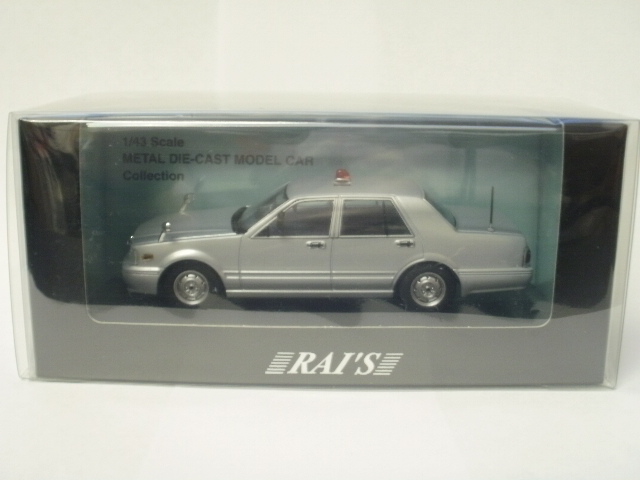 1/43 Scale
METAL DIE-CAST MODEL CAR
Collection
RAI'S